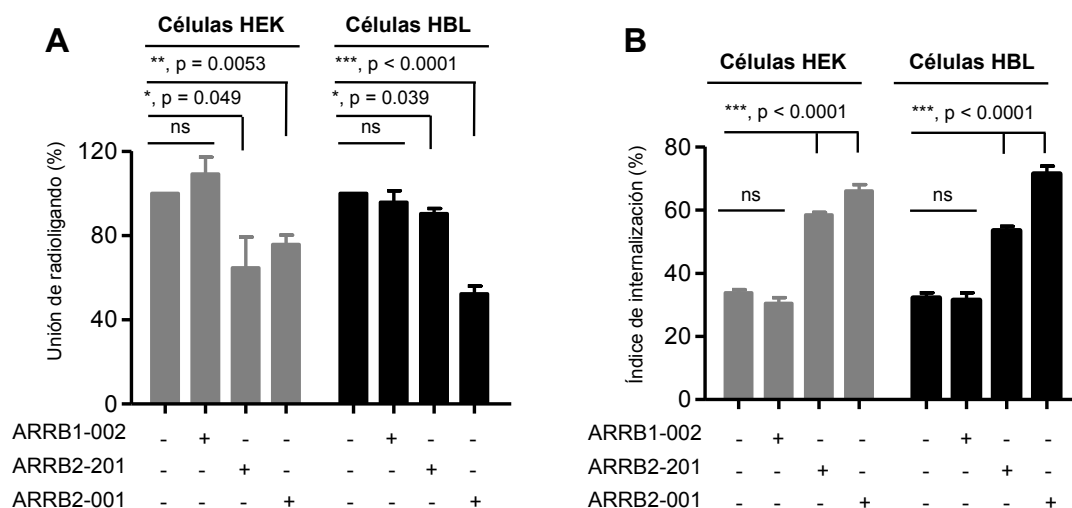 A
Células HEK
Células HBL
**, p = 0.0053
***, p < 0.0001
*, p = 0.049
*, p = 0.039
ns
ns
Unión de radioligando (%)
120
80
40
0
ARRB1-002 - + - - - + - -
ARRB2-201 - - + - - - + -
ARRB2-001 - - - + - - - +
B
Células HEK
Células HBL
***, p < 0.0001
***, p < 0.0001
ns
ns
Índice de internalización (%)
80
60
40
20
0
ARRB1-002 - + - - - + - -
ARRB2-201 - - + - - - + -
ARRB2-001 - - - + - - - +